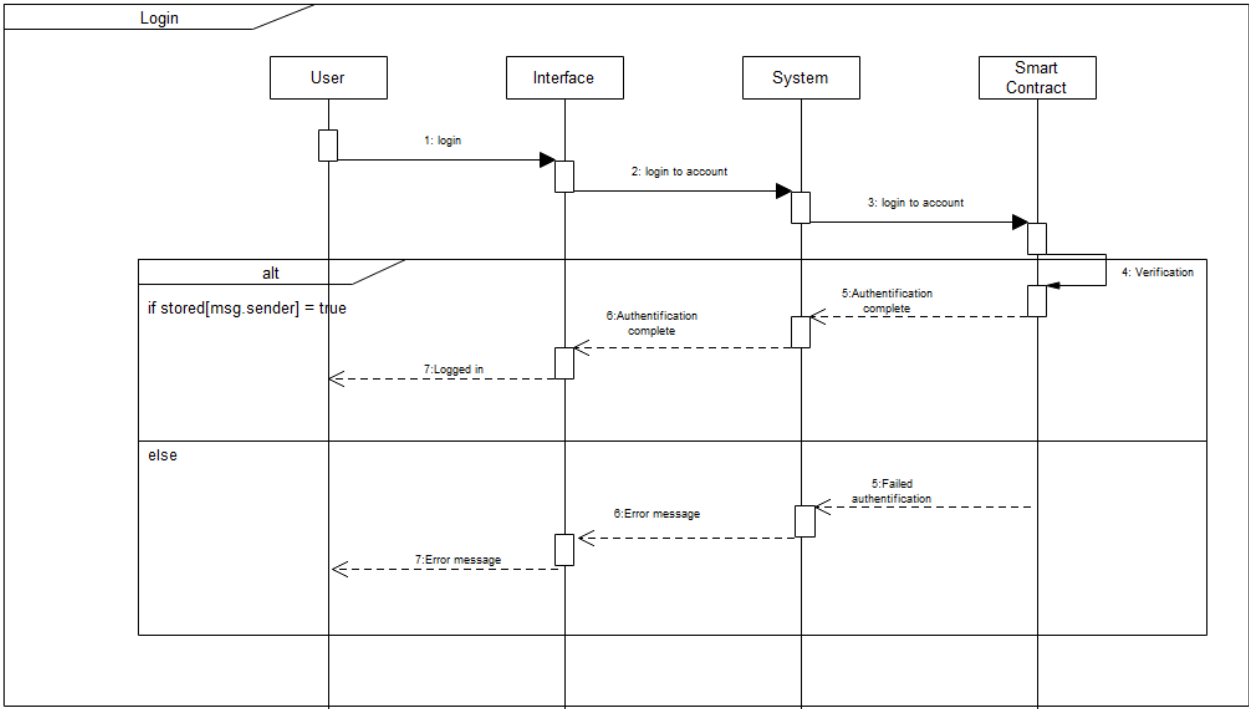 Login
User
Interface
System
Smart
Contract
1: login
2: login to account
3: login to account
alt
4: Verification
if stored[msg.sender] = true
5:Authentification
complete
6:Authentification
complete
7:Logged in
else
5:Failed
authentification
6:Error message
7:Error message